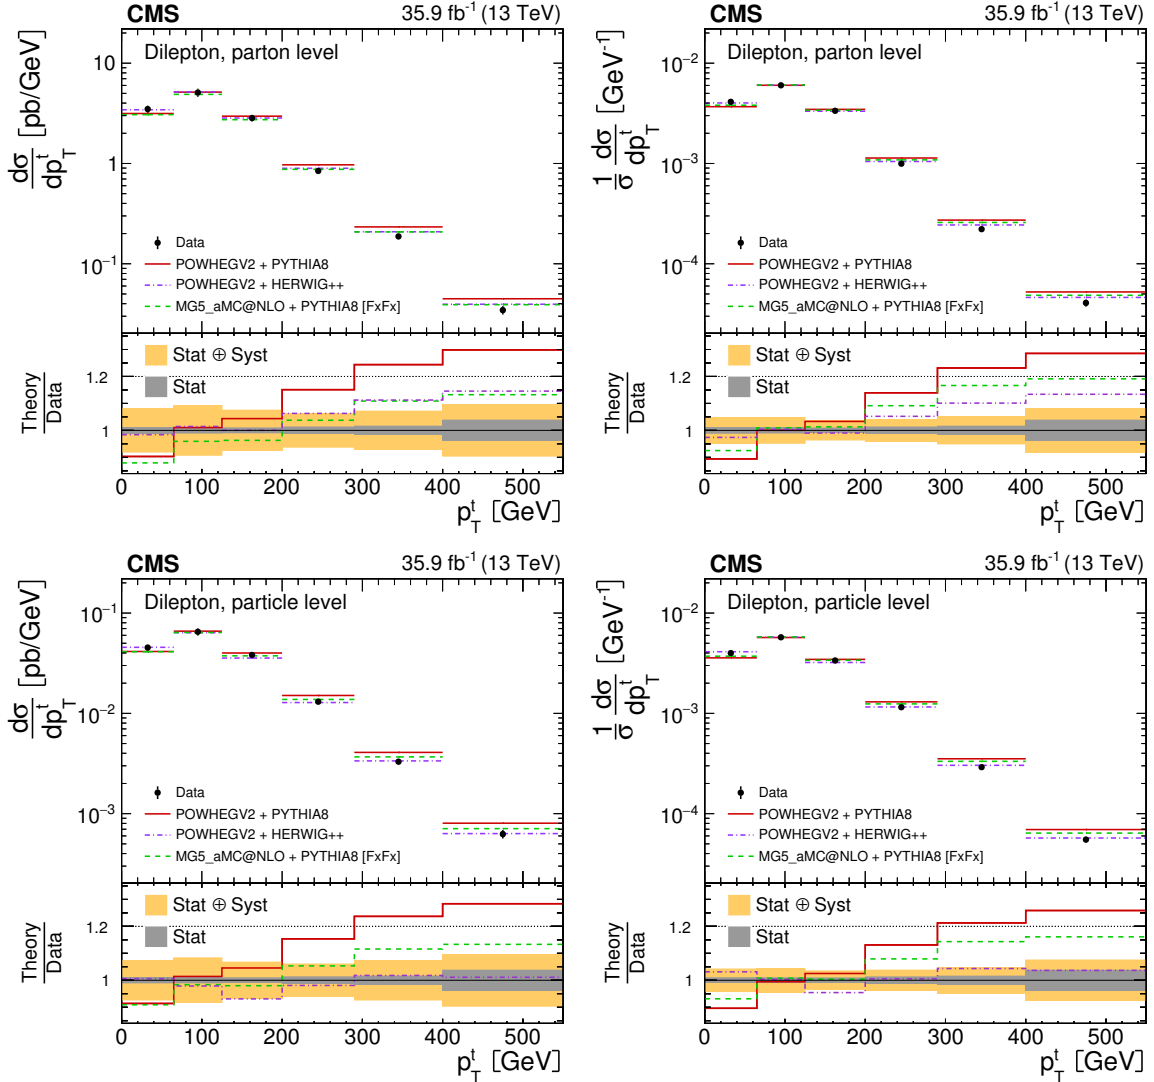 CMS 35.9 fb⁻¹ (13 TeV)
Dilepton, parton level
dσ/dp_T^t [pb/GeV]
10
1
10⁻¹
Data
POWHEGV2 + PYTHIA8
POWHEGV2 + HERWIG++
MG5_aMC@NLO + PYTHIA8 [FxFx]
Stat ⊕ Syst
Stat
Theory/Data
1.2
1
0 100 200 300 400 500
p_T^t [GeV]
CMS 35.9 fb⁻¹ (13 TeV)
Dilepton, parton level
1/σ dσ/dp_T^t [GeV⁻¹]
10⁻²
10⁻³
10⁻⁴
Data
POWHEGV2 + PYTHIA8
POWHEGV2 + HERWIG++
MG5_aMC@NLO + PYTHIA8 [FxFx]
Stat ⊕ Syst
Stat
Theory/Data
1.2
1
0 100 200 300 400 500
p_T^t [GeV]
CMS 35.9 fb⁻¹ (13 TeV)
Dilepton, particle level
dσ/dp_T^t [pb/GeV]
10⁻¹
10⁻²
10⁻³
Data
POWHEGV2 + PYTHIA8
POWHEGV2 + HERWIG++
MG5_aMC@NLO + PYTHIA8 [FxFx]
Stat ⊕ Syst
Stat
Theory/Data
1.2
1
0 100 200 300 400 500
p_T^t [GeV]
CMS 35.9 fb⁻¹ (13 TeV)
Dilepton, particle level
1/σ dσ/dp_T^t [GeV⁻¹]
10⁻²
10⁻³
10⁻⁴
Data
POWHEGV2 + PYTHIA8
POWHEGV2 + HERWIG++
MG5_aMC@NLO + PYTHIA8 [FxFx]
Stat ⊕ Syst
Stat
Theory/Data
1.2
1
0 100 200 300 400 500
p_T^t [GeV]